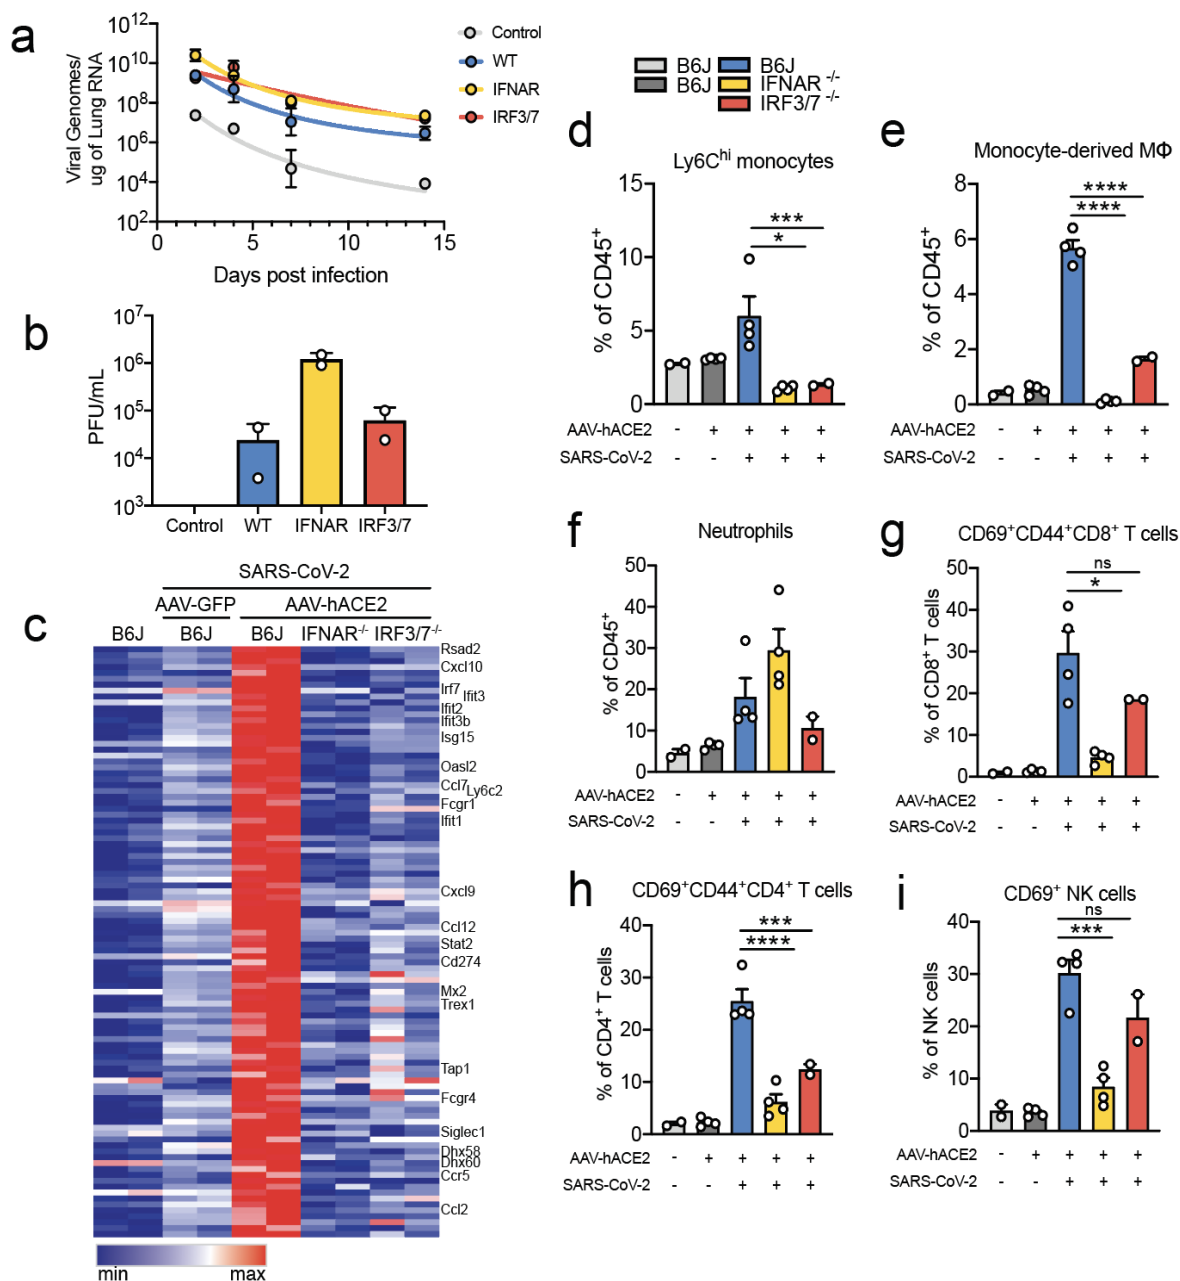 a
10^12
10^10
10^8
10^6
10^4
10^2
Viral Genomes/
ug of Lung RNA
0 5 10 15
Days post infection
Control
WT
IFNAR
IRF3/7
B6J B6J
B6J IFNAR -/-
IRF3/7 -/-
b
10^7
10^6
10^5
10^4
10^3
PFU/mL
Control WT IFNAR IRF3/7
c
SARS-CoV-2
AAV-GFP AAV-hACE2
B6J B6J B6J IFNAR-/- IRF3/7-/-
Rsad2
Cxcl10
Irf7
Ifit3
Ifit2
Ifit3b
Isg15
Oasl2
Ccl7
Ly6c2
Fcgr1
Ifit1
Cxcl9
Ccl12
Stat2
Cd274
Mx2
Trex1
Tap1
Fcgr4
Siglec1
Dhx58
Dhx60
Ccr5
Ccl2
min max
d
Ly6Chi monocytes
15
10
5
0
% of CD45+
***
*
AAV-hACE2 - + + + +
SARS-CoV-2 - - + + +
e
Monocyte-derived MΦ
8
6
4
2
0
% of CD45+
****
****
AAV-hACE2 - + + + +
SARS-CoV-2 - - + + +
f
Neutrophils
50
40
30
20
10
0
% of CD45+
AAV-hACE2 - + + + +
SARS-CoV-2 - - + + +
g
CD69+CD44+CD8+ T cells
50
40
30
20
10
0
% of CD8+ T cells
ns
*
AAV-hACE2 - + + + +
SARS-CoV-2 - - + + +
h
CD69+CD44+CD4+ T cells
40
30
20
10
0
% of CD4+ T cells
***
****
AAV-hACE2 - + + + +
SARS-CoV-2 - - + + +
i
CD69+ NK cells
40
30
20
10
0
% of NK cells
ns
***
AAV-hACE2 - + + + +
SARS-CoV-2 - - + + +